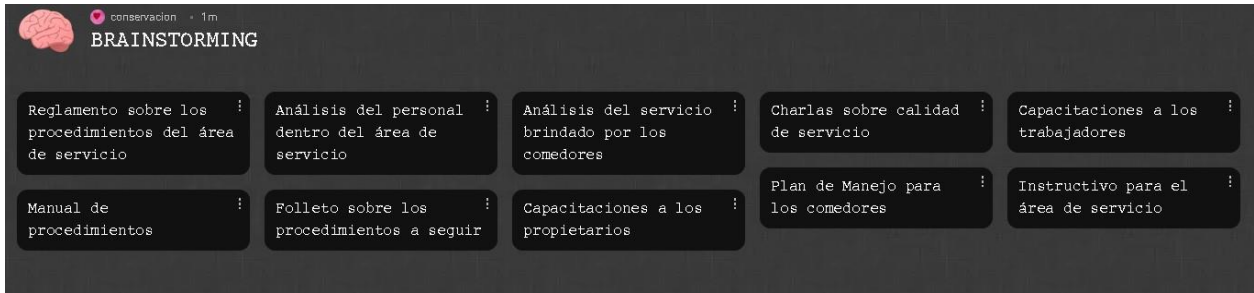 conservacion • 1m
BRAINSTORMING
Reglamento sobre los
procedimientos del área
de servicio
Manual de
procedimientos
Análisis del personal
dentro del área de
servicio
Folleto sobre los
procedimientos a seguir
Análisis del servicio
brindado por los
comedores
Capacitaciones a los
propietarios
Charlas sobre calidad
de servicio
Plan de Manejo para
los comedores
Capacitaciones a los
trabajadores
Instructivo para el
área de servicio